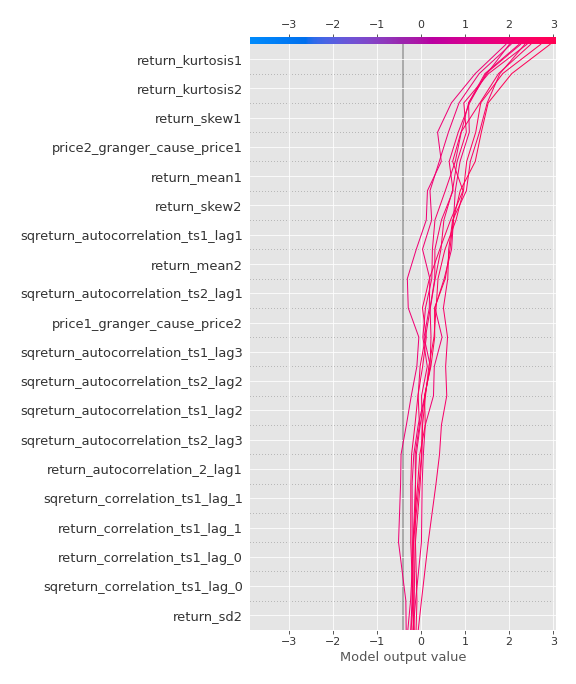 −3 −2 −1 0 1 2 3
return_kurtosis1
return_kurtosis2
return_skew1
price2_granger_cause_price1
return_mean1
return_skew2
sqreturn_autocorrelation_ts1_lag1
return_mean2
sqreturn_autocorrelation_ts2_lag1
price1_granger_cause_price2
sqreturn_autocorrelation_ts1_lag3
sqreturn_autocorrelation_ts2_lag2
sqreturn_autocorrelation_ts1_lag2
sqreturn_autocorrelation_ts2_lag3
return_autocorrelation_2_lag1
sqreturn_correlation_ts1_lag_1
return_correlation_ts1_lag_1
return_correlation_ts1_lag_0
sqreturn_correlation_ts1_lag_0
return_sd2
−3 −2 −1 0 1 2 3
Model output value